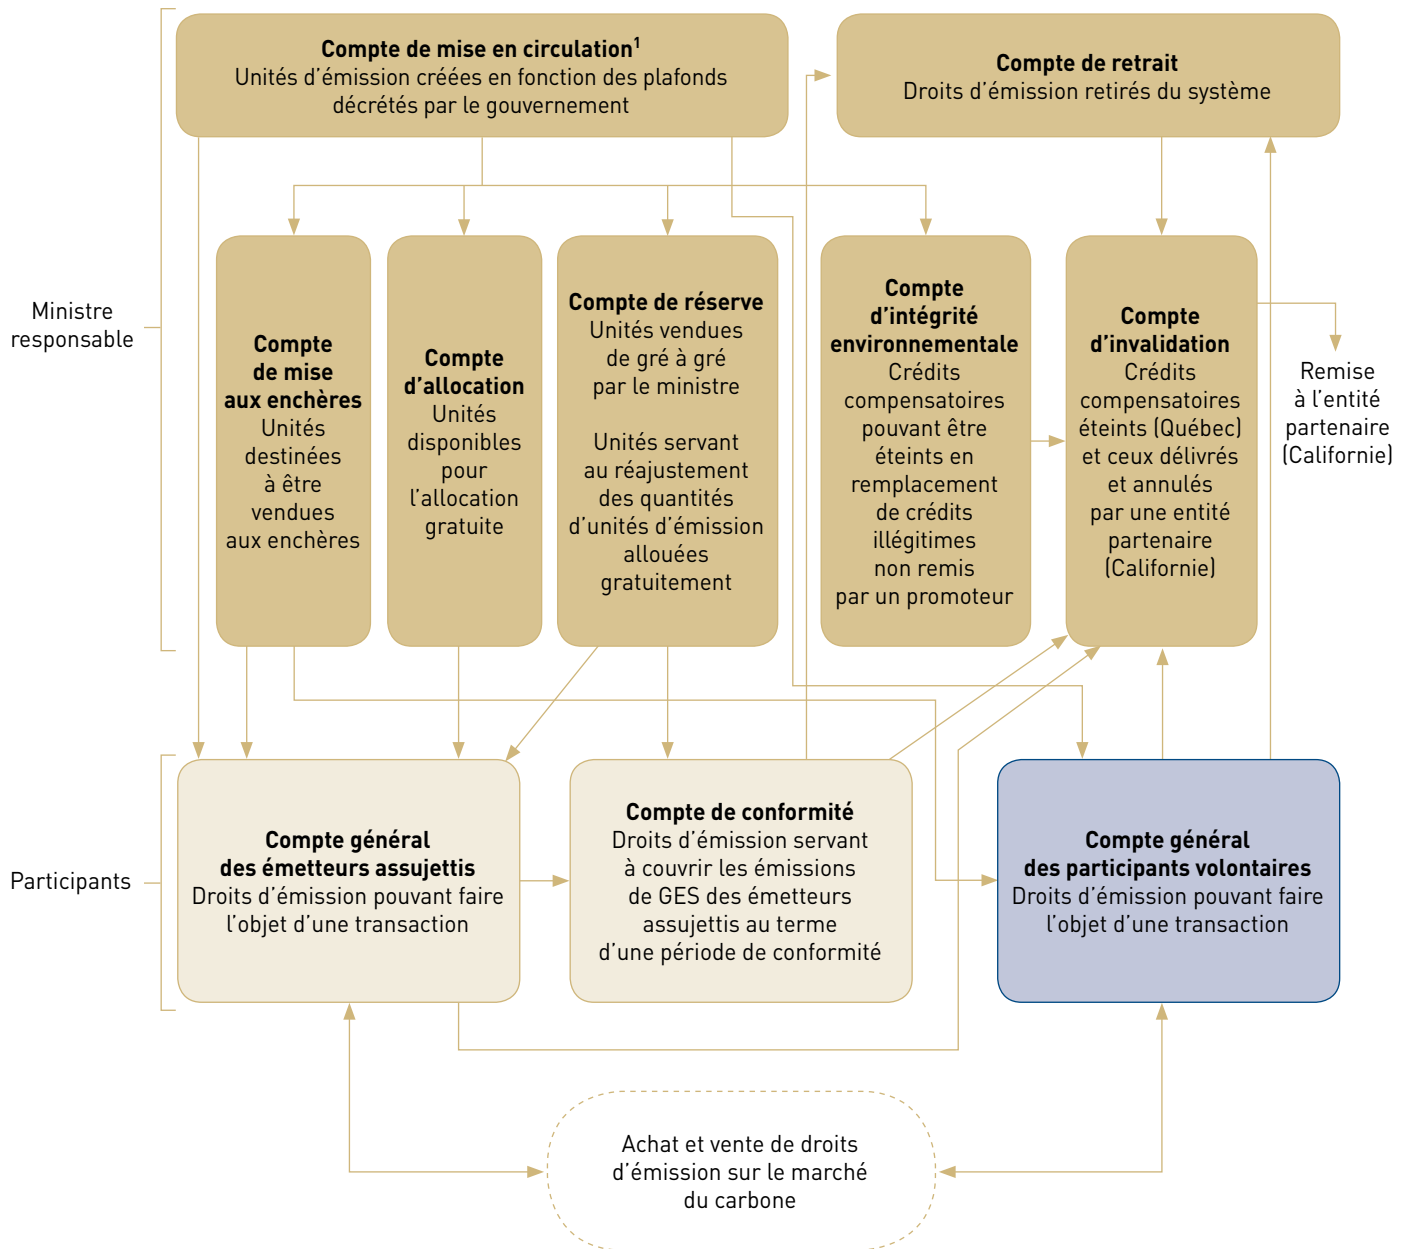 Compte de mise en circulation¹
Unités d'émission créées en fonction des plafonds
décrétés par le gouvernement
Compte de retrait
Droits d'émission retirés du système
Ministre
responsable
Compte
de mise
aux enchères
Unités
destinées
à être
vendues
aux enchères
Compte
d'allocation
Unités
disponibles
pour
l'allocation
gratuite
Compte de réserve
Unités vendues
de gré à gré
par le ministre
Unités servant
au réajustement
des quantités
d'unités d'émission
allouées
gratuitement
Compte
d'intégrité
environnementale
Crédits
compensatoires
pouvant être
éteints en
remplacement
de crédits
illégitimes
non remis
par un promoteur
Compte
d'invalidation
Crédits
compensatoires
éteints (Québec)
et ceux délivrés
et annulés
par une entité
partenaire
(Californie)
Remise
à l'entité
partenaire
(Californie)
Participants
Compte général
des émetteurs assujettis
Droits d'émission pouvant faire
l'objet d'une transaction
Compte de conformité
Droits d'émission servant
à couvrir les émissions
de GES des émetteurs
assujettis au terme
d'une période de conformité
Compte général
des participants volontaires
Droits d'émission pouvant faire
l'objet d'une transaction
Achat et vente de droits
d'émission sur le marché
du carbone